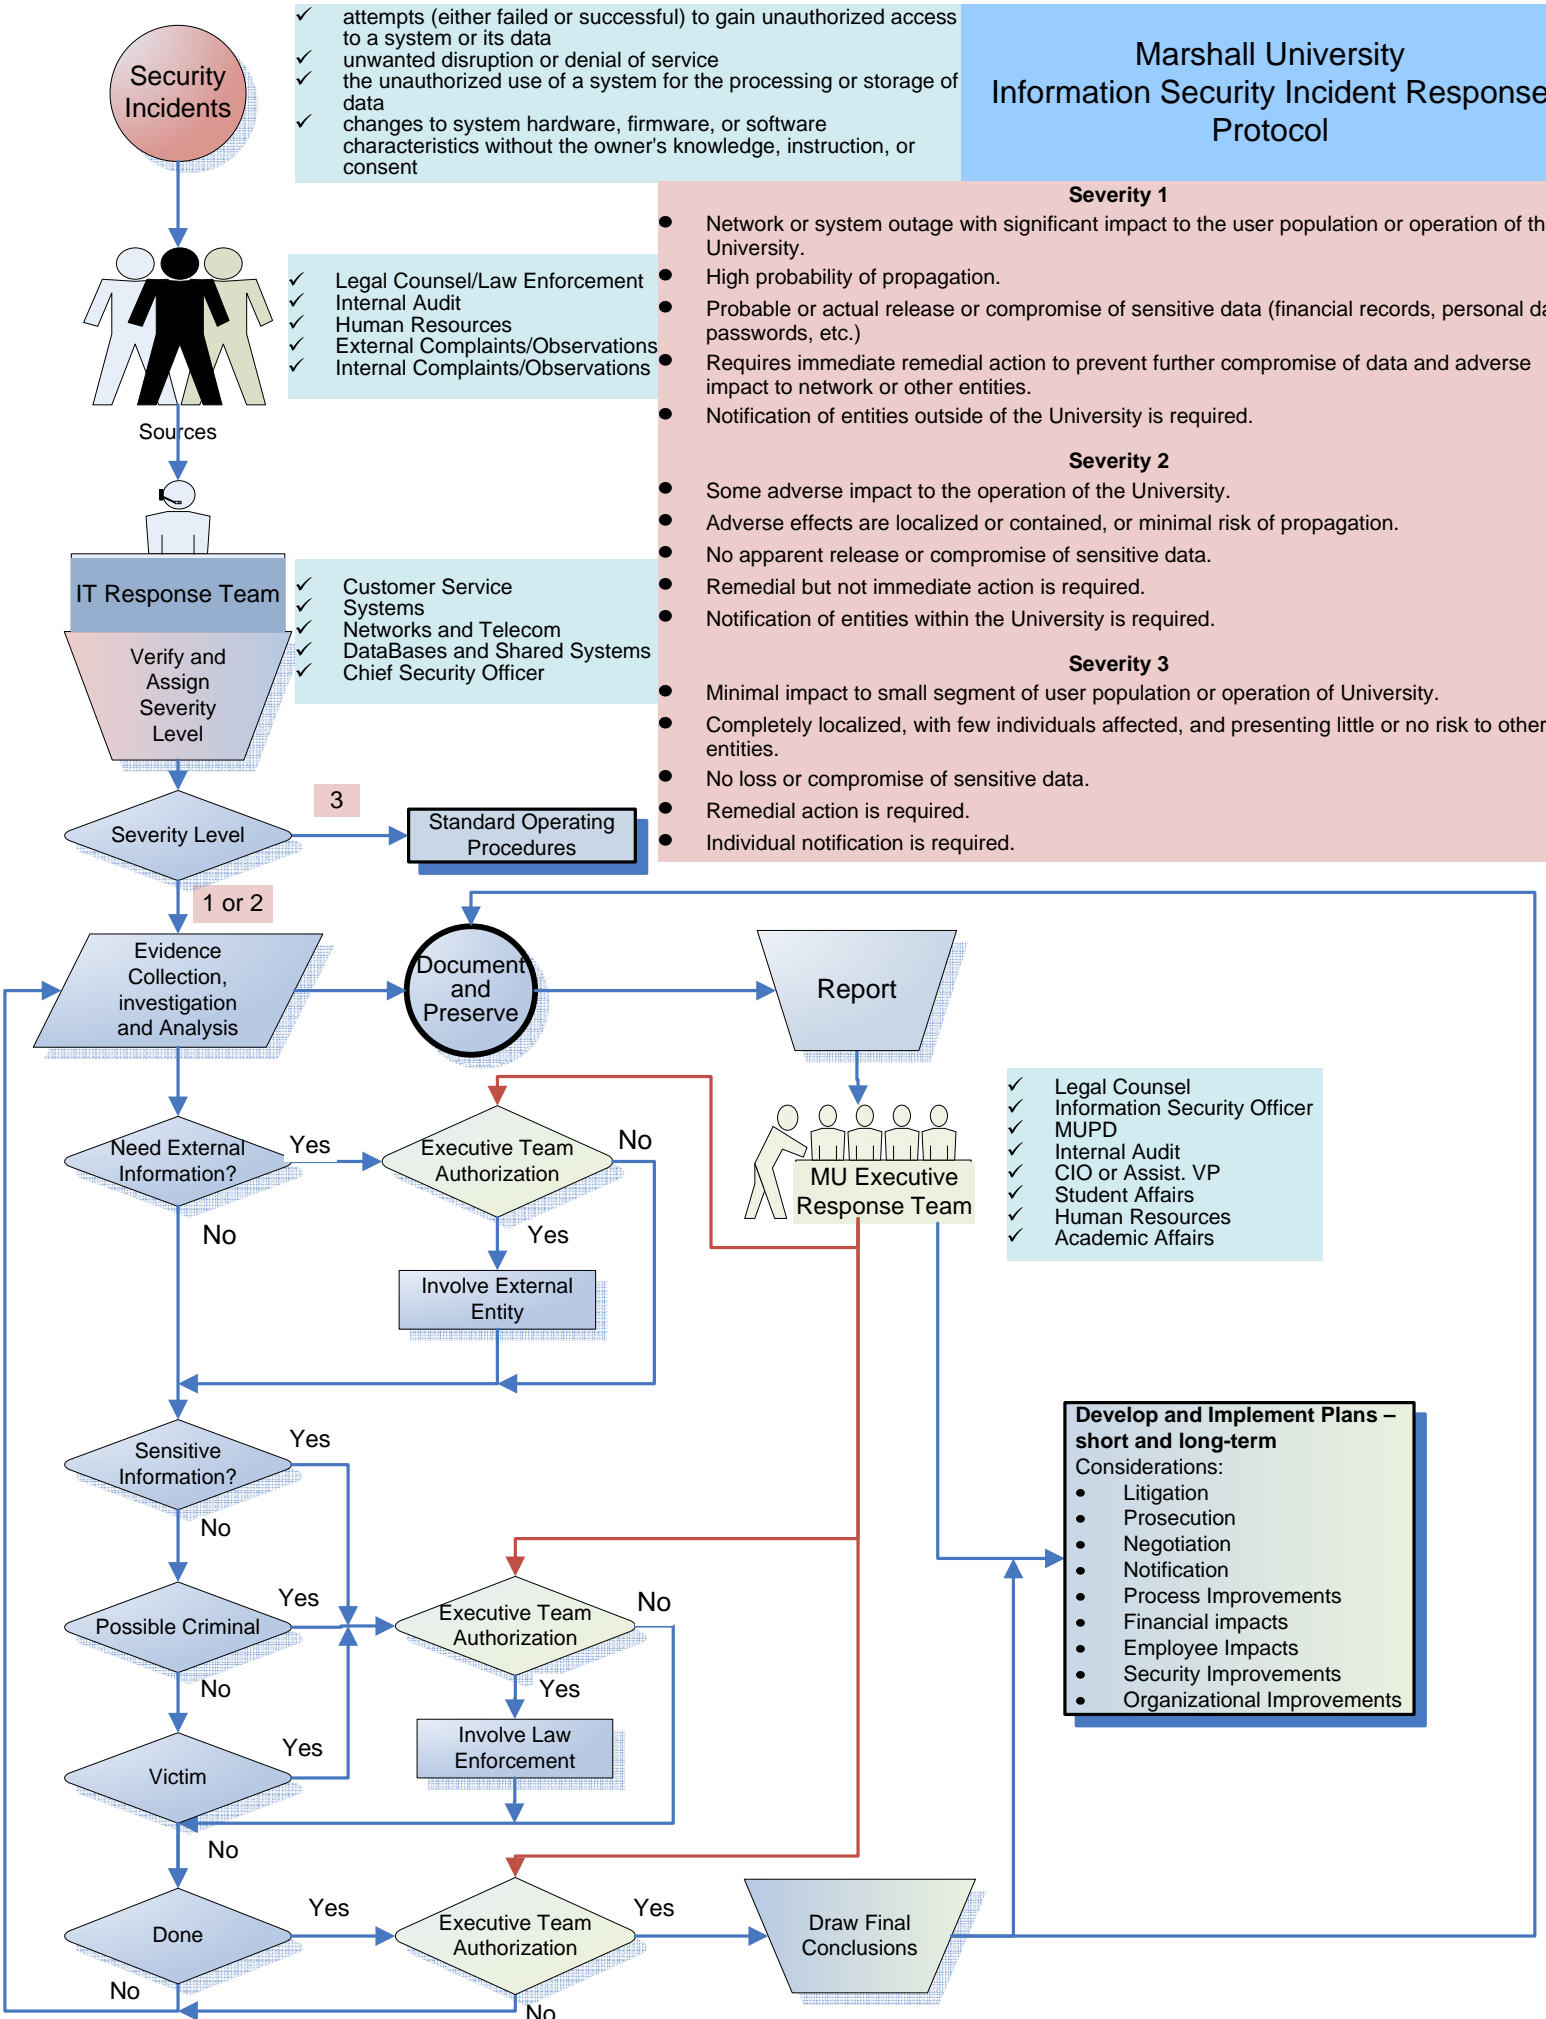 Security
Incidents
attempts (either failed or successful) to gain unauthorized access
to a system or its data
unwanted disruption or denial of service
the unauthorized use of a system for the processing or storage of
data
changes to system hardware, firmware, or software
characteristics without the owner's knowledge, instruction, or
consent
Marshall University
Information Security Incident Response
Protocol
Legal Counsel/Law Enforcement
Internal Audit
Human Resources
External Complaints/Observations
Internal Complaints/Observations
Sources
Severity 1
Network or system outage with significant impact to the user population or operation of th
University.
High probability of propagation.
Probable or actual release or compromise of sensitive data (financial records, personal da
passwords, etc.)
Requires immediate remedial action to prevent further compromise of data and adverse
impact to network or other entities.
Notification of entities outside of the University is required.
Severity 2
Some adverse impact to the operation of the University.
Adverse effects are localized or contained, or minimal risk of propagation.
No apparent release or compromise of sensitive data.
Remedial but not immediate action is required.
Notification of entities within the University is required.
Severity 3
Minimal impact to small segment of user population or operation of University.
Completely localized, with few individuals affected, and presenting little or no risk to other
entities.
No loss or compromise of sensitive data.
Remedial action is required.
Individual notification is required.
IT Response Team
Customer Service
Systems
Networks and Telecom
DataBases and Shared Systems
Chief Security Officer
Verify and
Assign
Severity
Level
Severity Level
3
Standard Operating
Procedures
1 or 2
Evidence
Collection,
investigation
and Analysis
Document
and
Preserve
Report
Need External
Information?
Yes
Executive Team
Authorization
No
No
Yes
Involve External
Entity
MU Executive
Response Team
Legal Counsel
Information Security Officer
MUPD
Internal Audit
CIO or Assist. VP
Student Affairs
Human Resources
Academic Affairs
Sensitive
Information?
Yes
No
Possible Criminal
Yes
Executive Team
Authorization
No
No
Yes
Involve Law
Enforcement
Victim
Yes
No
Develop and Implement Plans –
short and long-term
Considerations:
Litigation
Prosecution
Negotiation
Notification
Process Improvements
Financial impacts
Employee Impacts
Security Improvements
Organizational Improvements
Done
Yes
Executive Team
Authorization
Yes
Draw Final
Conclusions
No
No